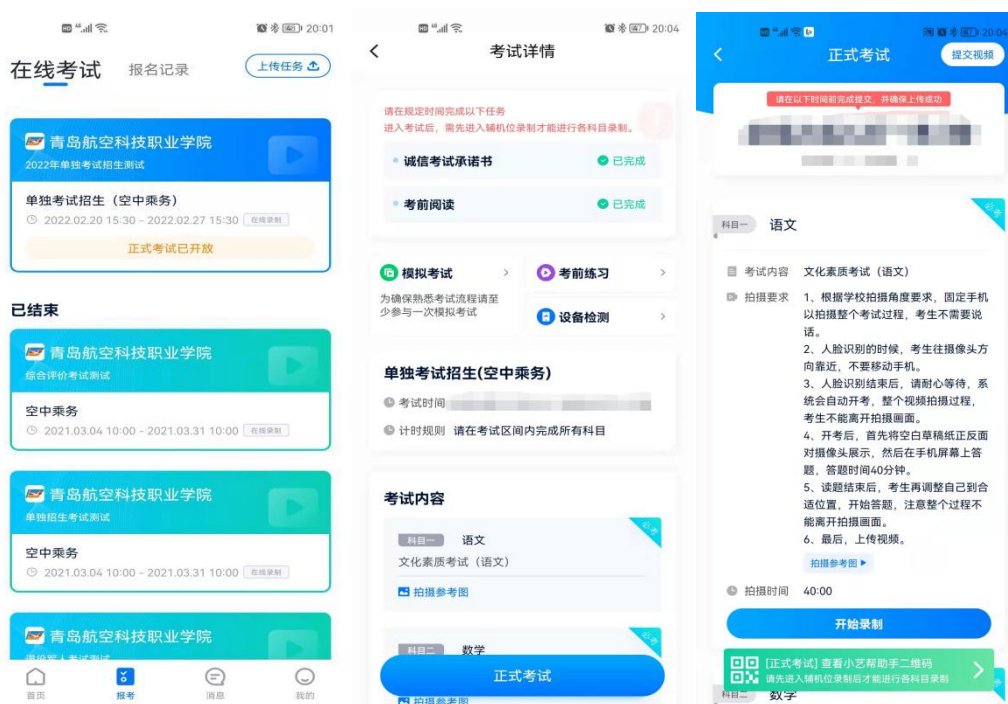 20:01
在线考试
报名记录
上传任务
青岛航空科技职业学院
2022年单独考试招生测试
单独考试招生（空中乘务）
2022.02.20 15:30 - 2022.02.27 15:30 在线录制
正式考试已开放
已结束
青岛航空科技职业学院
综合评价考试测试
空中乘务
2021.03.04 10:00 - 2021.03.31 10:00 在线录制
青岛航空科技职业学院
单独招生考试测试
空中乘务
2021.03.04 10:00 - 2021.03.31 10:00 在线录制
青岛航空科技职业学院
首页
报考
消息
我的
20:04
考试详情
请在规定时间完成以下任务
进入考试后，需先进入辅机位录制才能进行各科目录制。
诚信考试承诺书
已完成
考前阅读
已完成
模拟考试
为确保熟悉考试流程请至
少参与一次模拟考试
考前练习
设备检测
单独考试招生(空中乘务)
考试时间
计时规则 请在考试区间内完成所有科目
考试内容
科目一 语文
必考
文化素质考试（语文）
拍摄参考图
科目二 数学
必考
正式考试
拍摄参考图
20:04
正式考试
提交视频
请在以下时间前完成提交，并确保上传成功
必考
科目一 语文
考试内容 文化素质考试（语文）
拍摄要求 1、根据学校拍摄角度要求，固定手机
以拍摄整个考试过程，考生不需要说
话。
2、人脸识别的时候，考生往摄像头方
向靠近，不要移动手机。
3、人脸识别结束后，请耐心等待，系
统会自动开考，整个视频拍摄过程，
考生不能离开拍摄画面。
4、开考后，首先将空白草稿纸正反面
对摄像头展示，然后在手机屏幕上答
题，答题时间40分钟。
5、读题结束后，考生再调整自己到合
适位置，开始答题，注意整个过程不
能离开拍摄画面。
6、最后，上传视频。
拍摄参考图
拍摄时间 40:00
开始录制
[正式考试] 查看小艺帮助手二维码
请先进入辅机位录制后才能进行各科目录制
科目二 数学